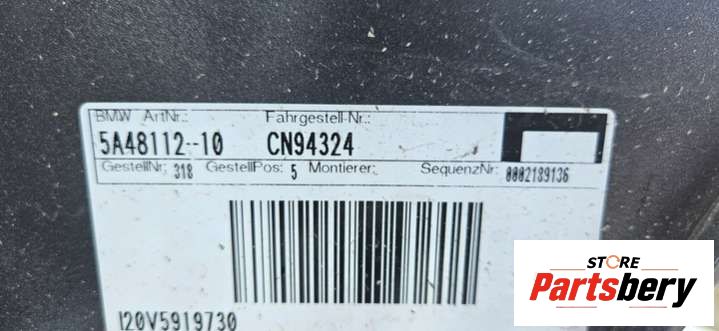 BMW ArtNr.: Fahrgestell-Nr.:
5A48112--10 CN94324
GestellNr: 318 GestellPos: 5 Montierer: SequenzNr: 0002189136
I20V5919730
STORE
Partsbery